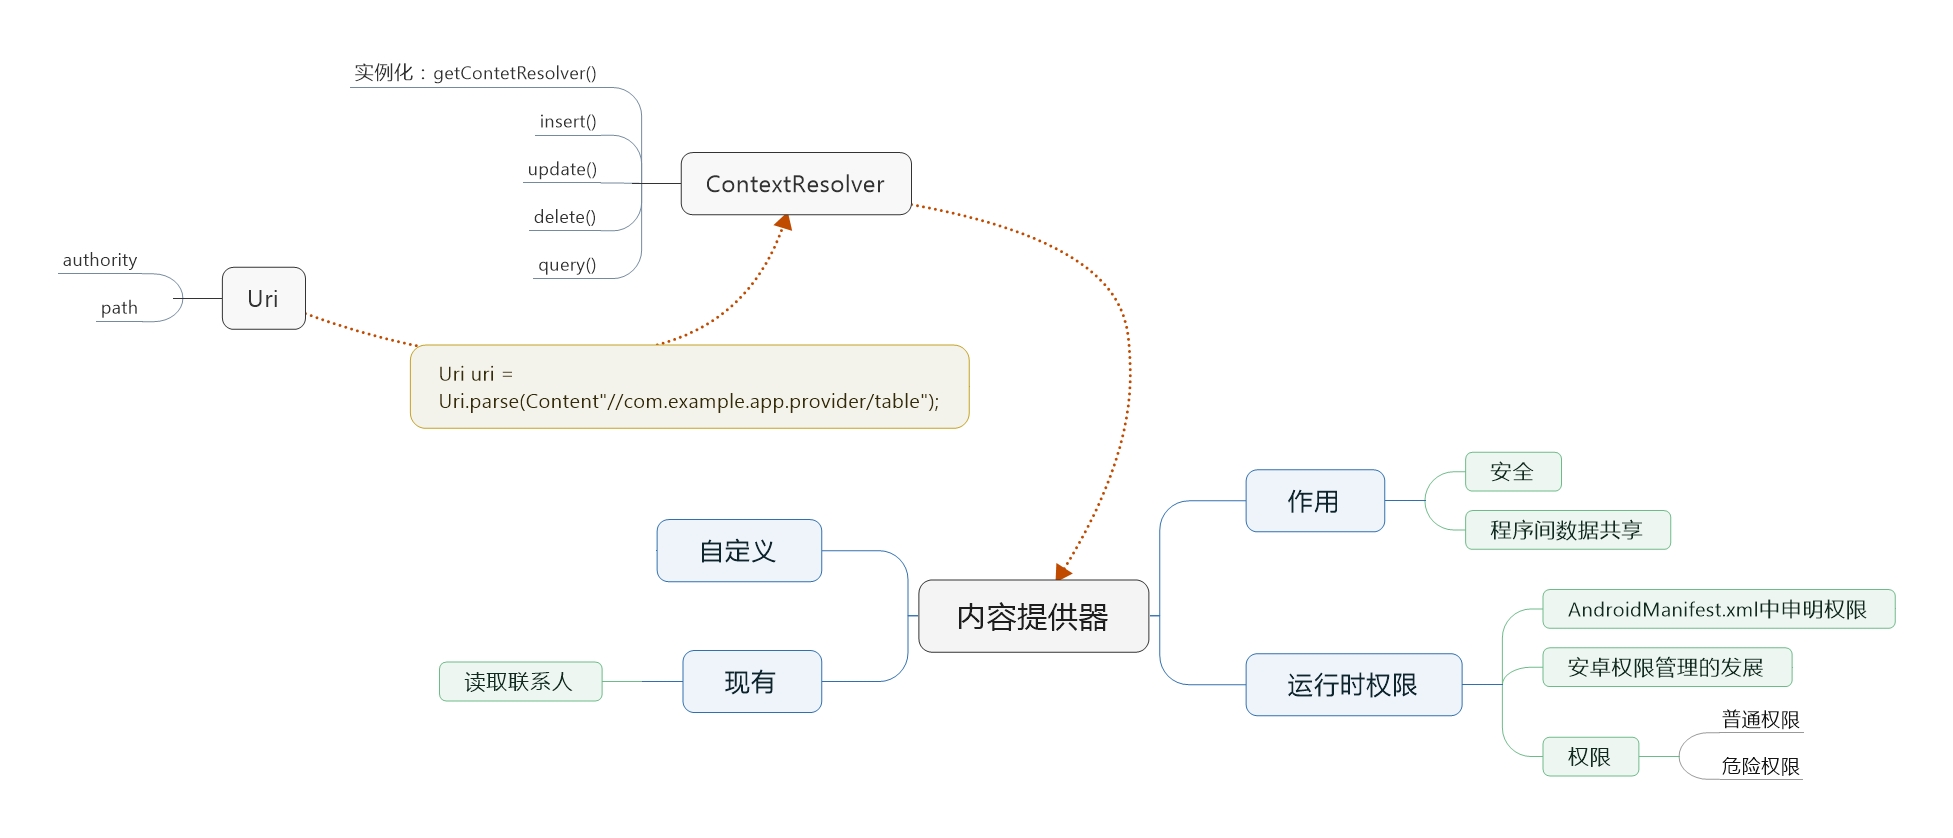 实例化：getContetResolver()
insert()
update()
delete()
query()
ContextResolver
authority
path
Uri
Uri uri =
Uri.parse(Content"//com.example.app.provider/table");
自定义
现有
读取联系人
内容提供器
作用
安全
程序间数据共享
运行时权限
AndroidManifest.xml中申明权限
安卓权限管理的发展
权限
普通权限
危险权限